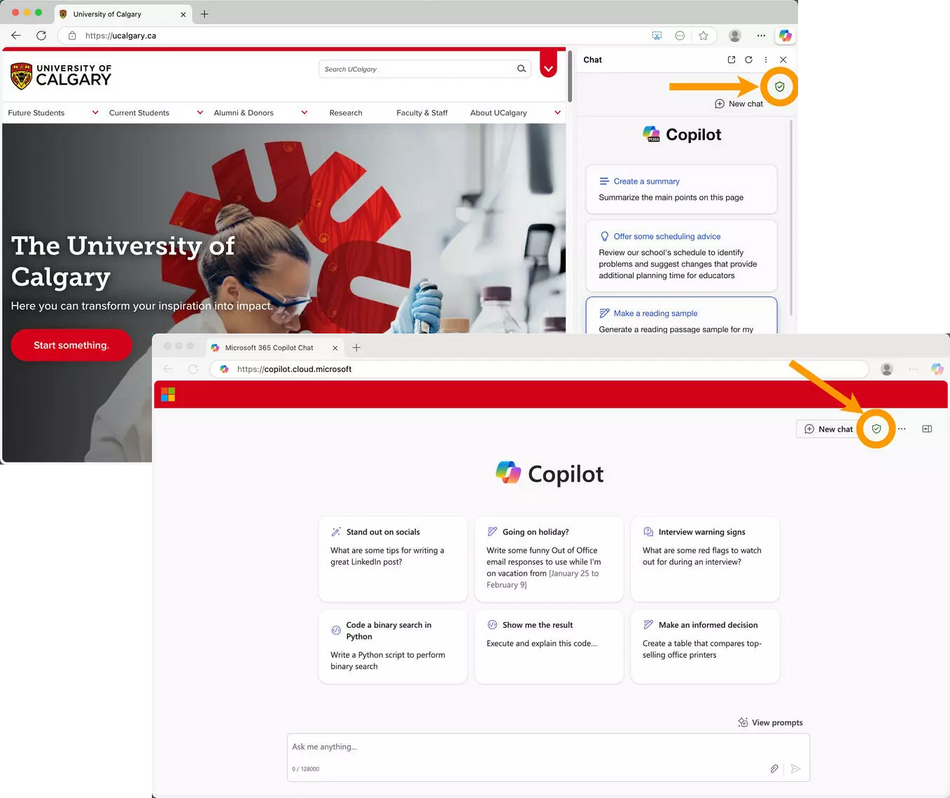 University of Calgary
https://ucalgary.ca
UNIVERSITY OF
CALGARY
Search UCalgary
Future Students
Current Students
Alumni & Donors
Research
Faculty & Staff
About UCalgary
The University of
Calgary
Here you can transform your inspiration into impact.
Start something.
Chat
New chat
Copilot
Create a summary
Summarize the main points on this page
Offer some scheduling advice
Review our school's schedule to identify
problems and suggest changes that provide
additional planning time for educators
Make a reading sample
Generate a reading passage sample for my
Microsoft 365 Copilot Chat
https://copilot.cloud.microsoft
New chat
Copilot
Stand out on socials
What are some tips for writing a
great LinkedIn post?
Going on holiday?
Write some funny Out of Office
email responses to use while I'm
on vacation from [January 25 to
February 9]
Interview warning signs
What are some red flags to watch
out for during an interview?
Code a binary search in
Python
Write a Python script to perform
binary search
Show me the result
Execute and explain this code...
Make an informed decision
Create a table that compares top-
selling office printers
View prompts
Ask me anything...
0 / 128000